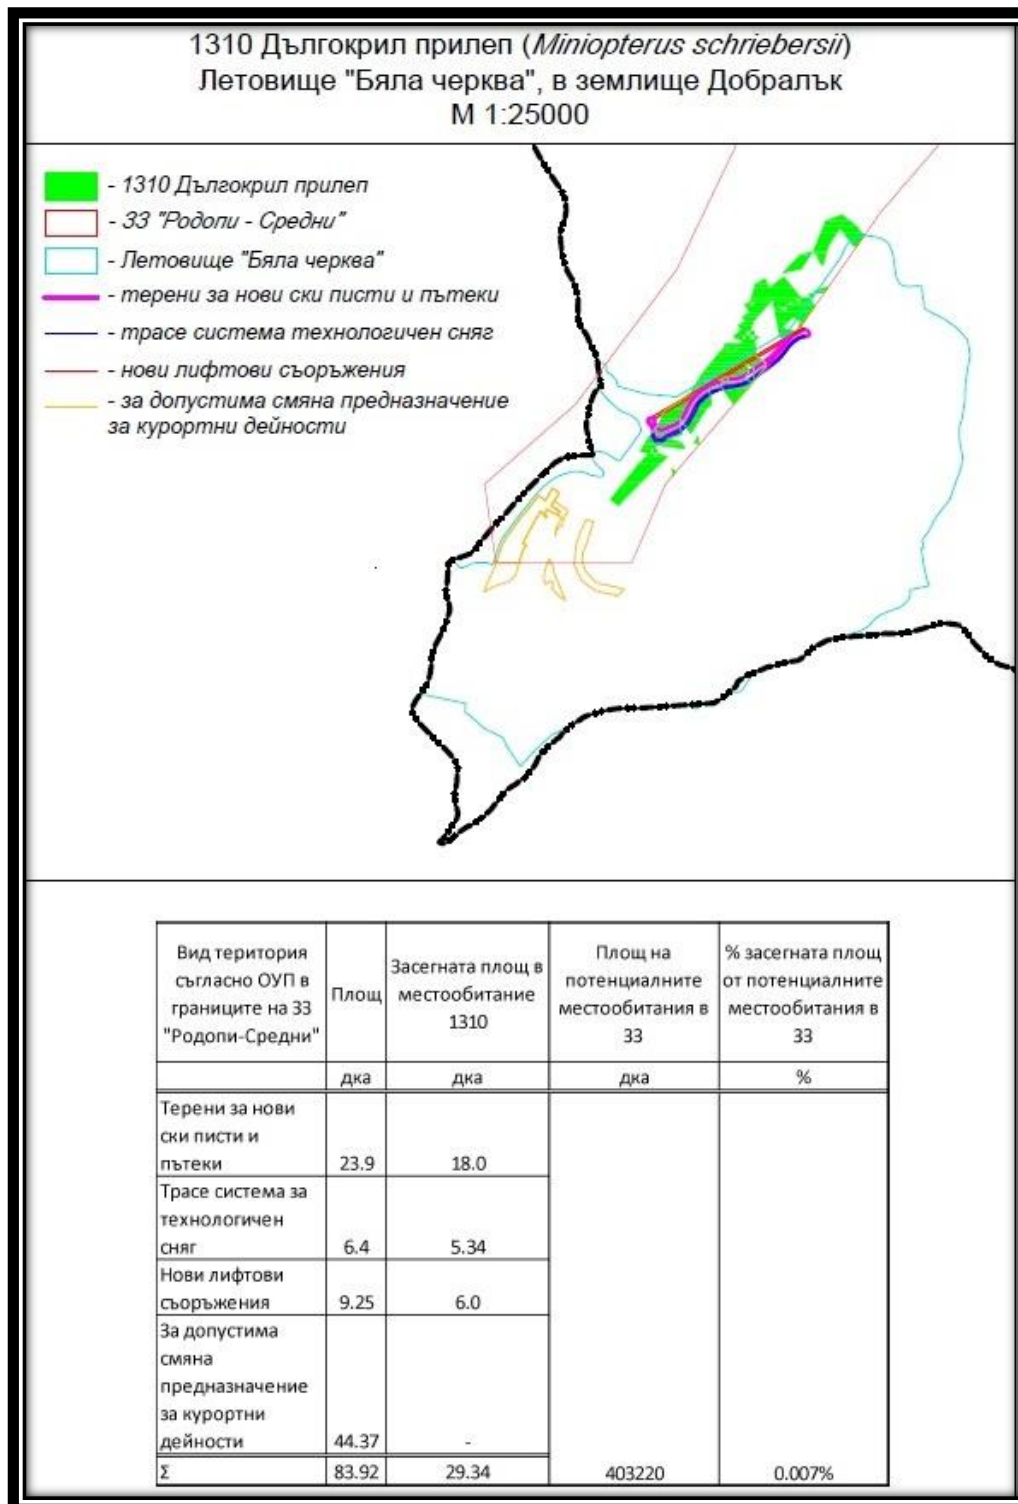 1310 Дългокрил прилеп (Miniopterus schriebersii)
Летовище "Бяла черква", в землище Добралък
М 1:25000
- 1310 Дългокрил прилеп
- ЗЗ "Родопи - Средни"
- Летовище "Бяла черква"
- терени за нови ски писти и пътеки
- трасе система технологичен сняг
- нови лифтови съоръжения
- за допустима смяна предназначение
за курортни дейности
Вид територия
съгласно ОУП в
границите на ЗЗ
"Родопи-Средни"
Площ
Засегната площ в
местообитание
1310
Площ на
потенциалните
местообитания в
ЗЗ
% засегната площ
от потенциалните
местообитания в
ЗЗ
дка дка дка %
Терени за нови
ски писти и
пътеки 23.9 18.0
Трасе система за
технологичен
сняг 6.4 5.34
Нови лифтови
съоръжения 9.25 6.0
За допустима
смяна
предназначение
за курортни
дейности 44.37 -
Σ 83.92 29.34 403220 0.007%